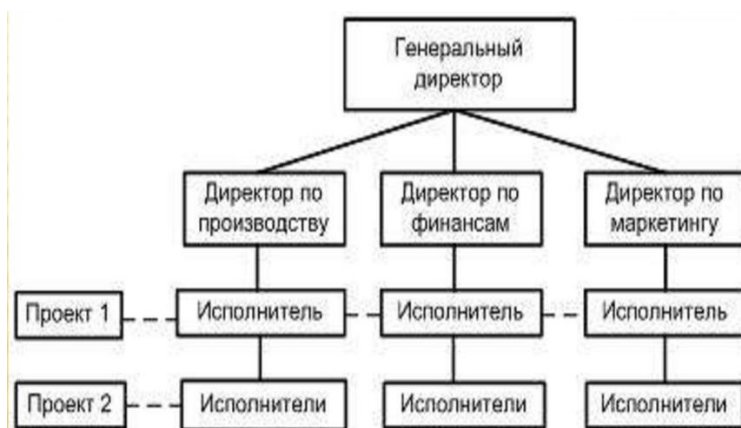 Генеральный
директор
Директор по
производству
Директор по
финансам
Директор по
маркетингу
Проект 1
Исполнитель
Исполнитель
Исполнитель
Проект 2
Исполнители
Исполнители
Исполнители